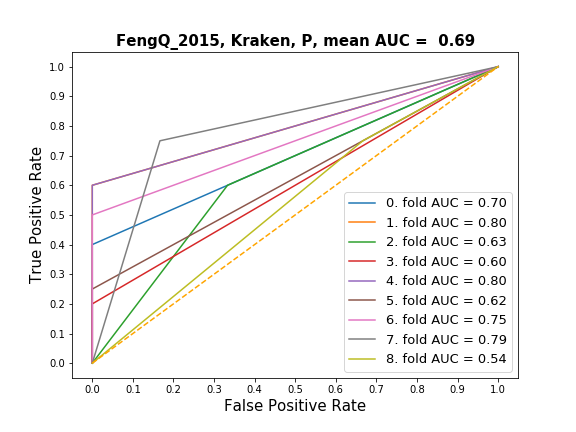 FengQ_2015, Kraken, P, mean AUC =  0.69
True Positive Rate
1.0
0.9
0.8
0.7
0.6
0.5
0.4
0.3
0.2
0.1
0.0
0. fold AUC = 0.70
1. fold AUC = 0.80
2. fold AUC = 0.63
3. fold AUC = 0.60
4. fold AUC = 0.80
5. fold AUC = 0.62
6. fold AUC = 0.75
7. fold AUC = 0.79
8. fold AUC = 0.54
0.0 0.1 0.2 0.3 0.4 0.5 0.6 0.7 0.8 0.9 1.0
False Positive Rate